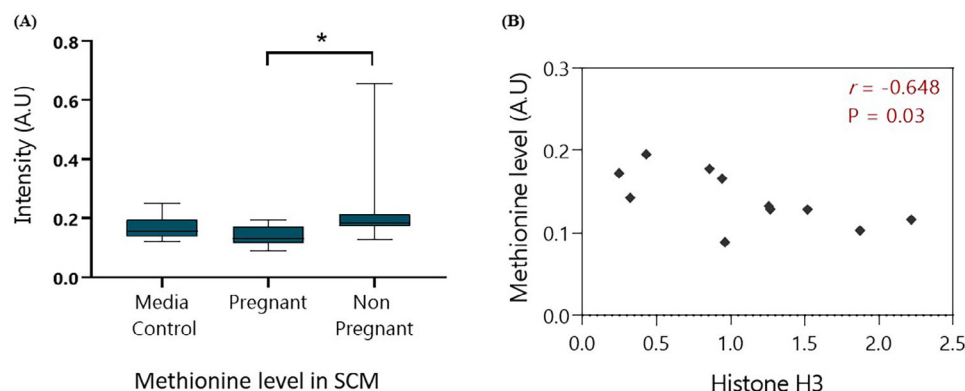 (A)
Intensity (A.U)
0.8
0.6
0.4
0.2
0.0
*
Media
Control
Pregnant
Non
Pregnant
Methionine level in SCM
(B)
Methionine level (A.U)
0.3
0.2
0.1
0.0
r = -0.648
P = 0.03
0.0 0.5 1.0 1.5 2.0 2.5
Histone H3